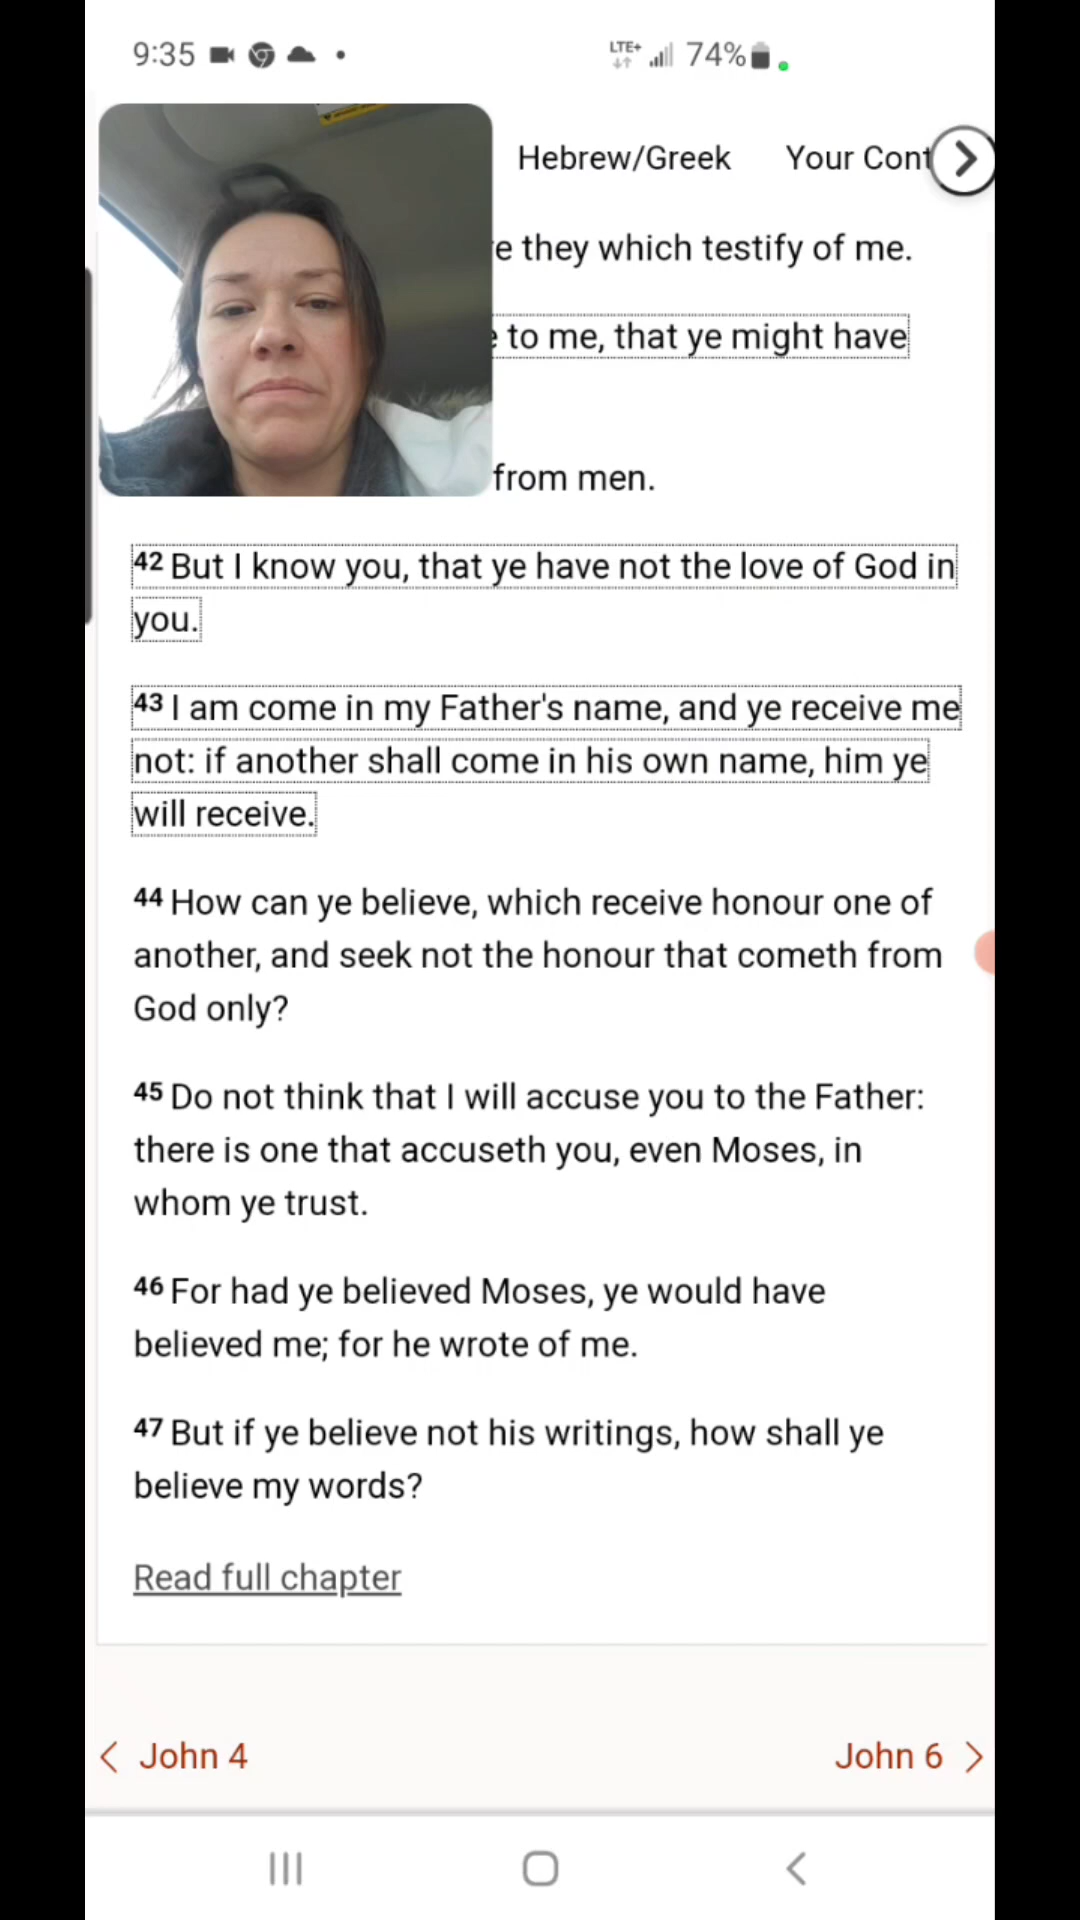 9:35 LTE+ 74%
Hebrew/Greek Your Cont
e they which testify of me.
to me, that ye might have
from men.
42 But I know you, that ye have not the love of God in
you.
43 I am come in my Father's name, and ye receive me
not: if another shall come in his own name, him ye
will receive.
44 How can ye believe, which receive honour one of
another, and seek not the honour that cometh from
God only?
45 Do not think that I will accuse you to the Father:
there is one that accuseth you, even Moses, in
whom ye trust.
46 For had ye believed Moses, ye would have
believed me; for he wrote of me.
47 But if ye believe not his writings, how shall ye
believe my words?
Read full chapter
John 4
John 6